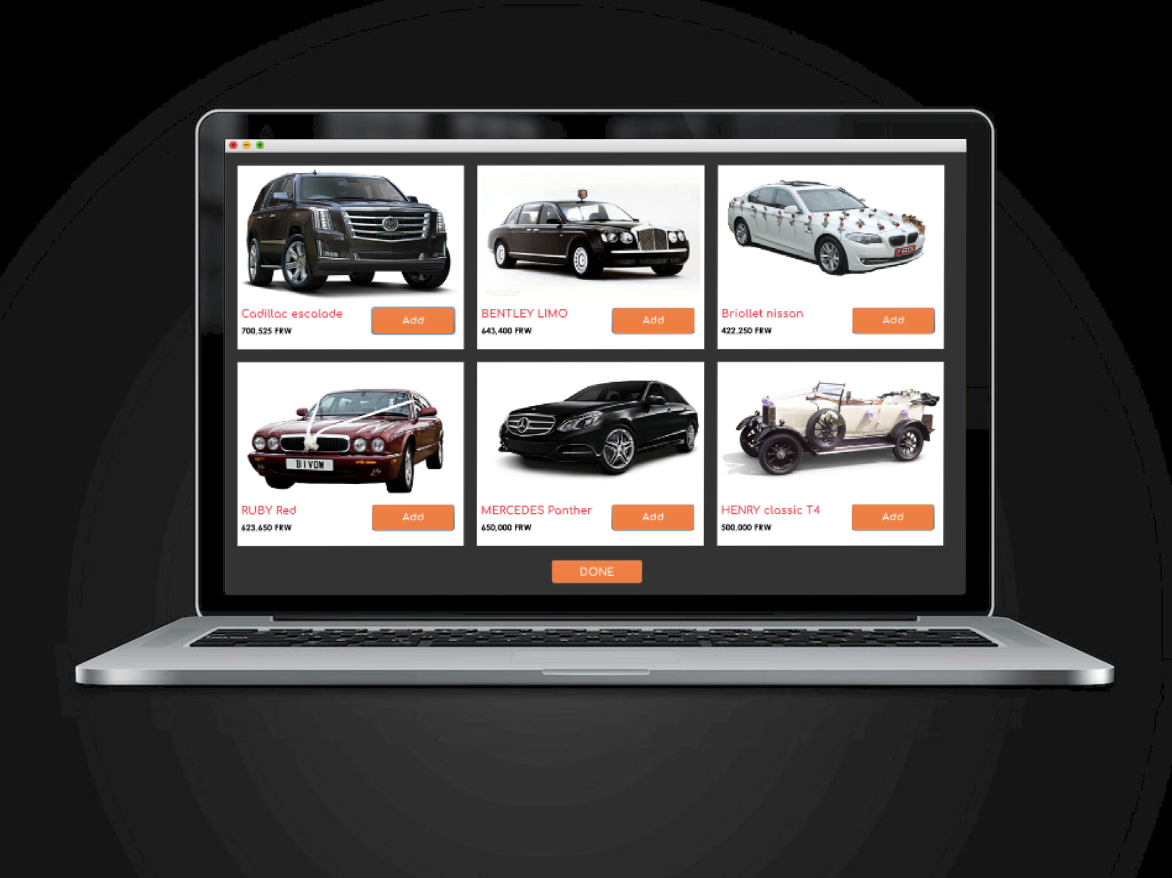 Cadillac escalade
700,525 FRW
Add
BENTLEY LIMO
643,400 FRW
Add
Briollet nissan
422,250 FRW
Add
B1VOW
RUBY Red
623,650 FRW
Add
MERCEDES Panther
650,000 FRW
Add
HENRY classic T4
500,000 FRW
Add
DONE